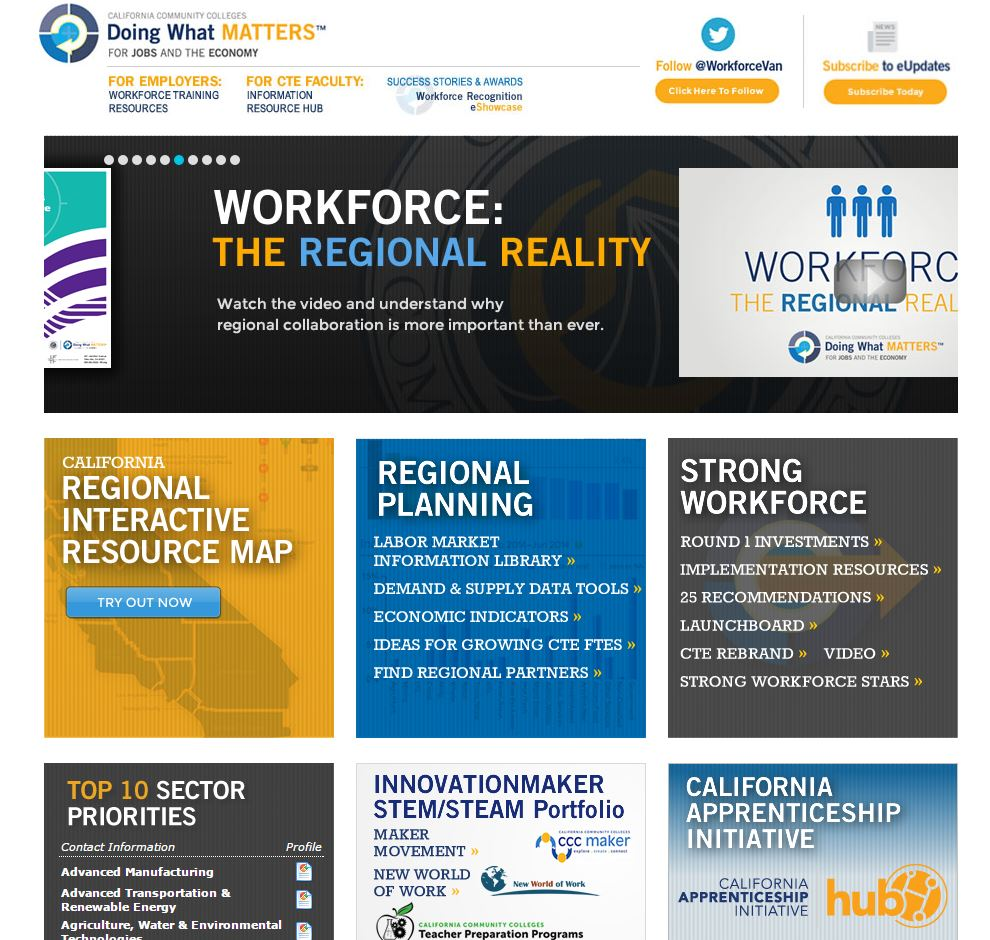 CALIFORNIA COMMUNITY COLLEGES
Doing What MATTERS™
FOR JOBS AND THE ECONOMY
FOR EMPLOYERS:
WORKFORCE TRAINING
RESOURCES
FOR CTE FACULTY:
INFORMATION
RESOURCE HUB
SUCCESS STORIES & AWARDS
Workforce Recognition
eShowcase
Follow @WorkforceVan
Click Here To Follow
NEWS
Subscribe to eUpdates
Subscribe Today
WORKFORCE:
THE REGIONAL REALITY
Watch the video and understand why
regional collaboration is more important than ever.
WORKFORC
THE REGIONAL REAL
CALIFORNIA COMMUNITY COLLEGES
Doing What MATTERS™
FOR JOBS AND THE ECONOMY
CALIFORNIA
REGIONAL
INTERACTIVE
RESOURCE MAP
TRY OUT NOW
REGIONAL
PLANNING
LABOR MARKET
INFORMATION LIBRARY »
DEMAND & SUPPLY DATA TOOLS »
ECONOMIC INDICATORS »
IDEAS FOR GROWING CTE FTES »
FIND REGIONAL PARTNERS »
STRONG
WORKFORCE
ROUND 1 INVESTMENTS »
IMPLEMENTATION RESOURCES »
25 RECOMMENDATIONS »
LAUNCHBOARD »
CTE REBRAND » VIDEO »
STRONG WORKFORCE STARS »
TOP 10 SECTOR
PRIORITIES
Contact Information Profile
Advanced Manufacturing
Advanced Transportation &
Renewable Energy
Agriculture, Water & Environmental
Technologies
INNOVATIONMAKER
STEM/STEAM Portfolio
MAKER
MOVEMENT »
CALIFORNIA COMMUNITY COLLEGES
ccc maker
explore . create . connect
NEW WORLD
OF WORK »
New World of Work
CALIFORNIA COMMUNITY COLLEGES
Teacher Preparation Programs
CALIFORNIA
APPRENTICESHIP
INITIATIVE
CALIFORNIA
APPRENTICESHIP
INITIATIVE
hub